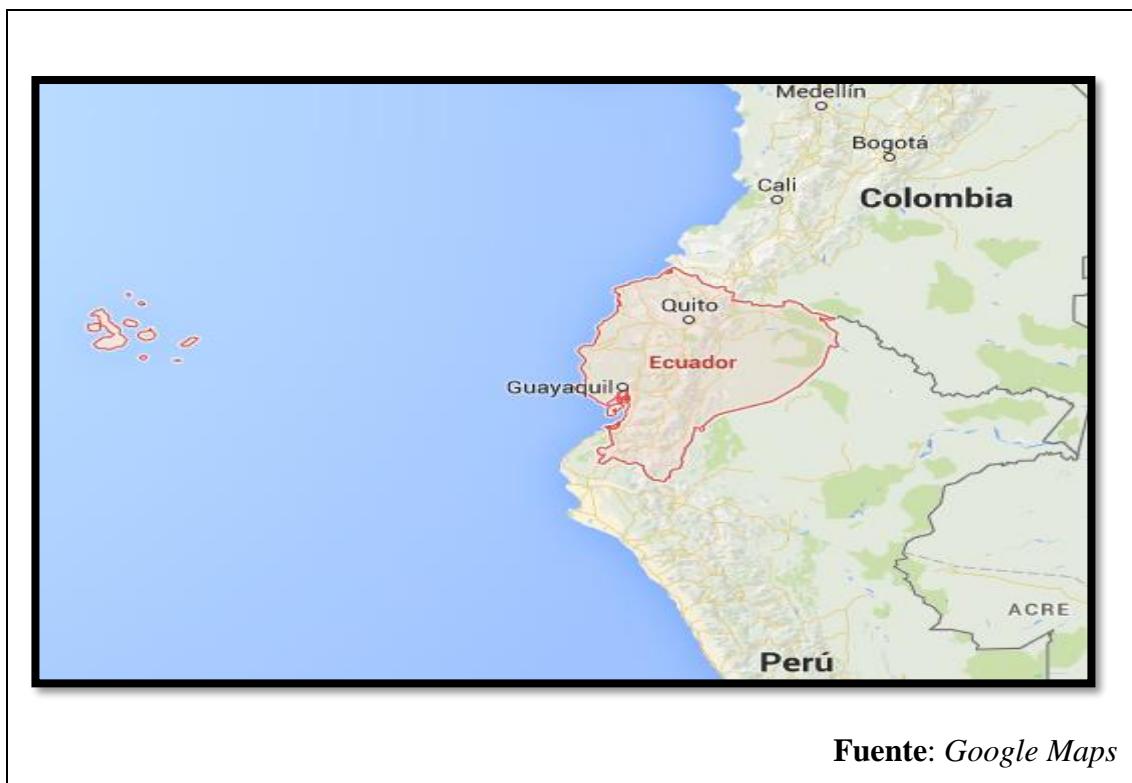 Medellín
Bogotá
Cali
Colombia
Quito
Ecuador
Guayaquil
ACRE
Perú
Fuente: Google Maps